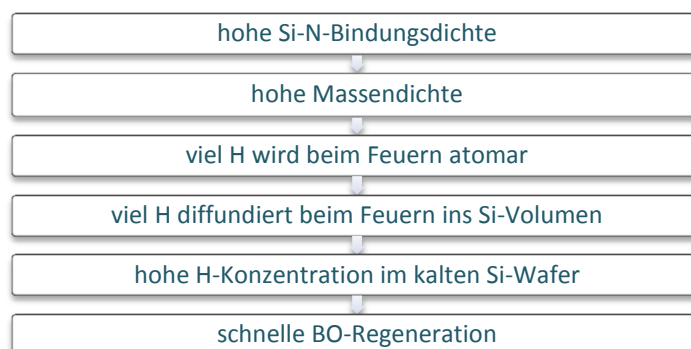 hohe Si-N-Bindungsdichte
hohe Massendichte
viel H wird beim Feuern atomar
viel H diffundiert beim Feuern ins Si-Volumen
hohe H-Konzentration im kalten Si-Wafer
schnelle BO-Regeneration